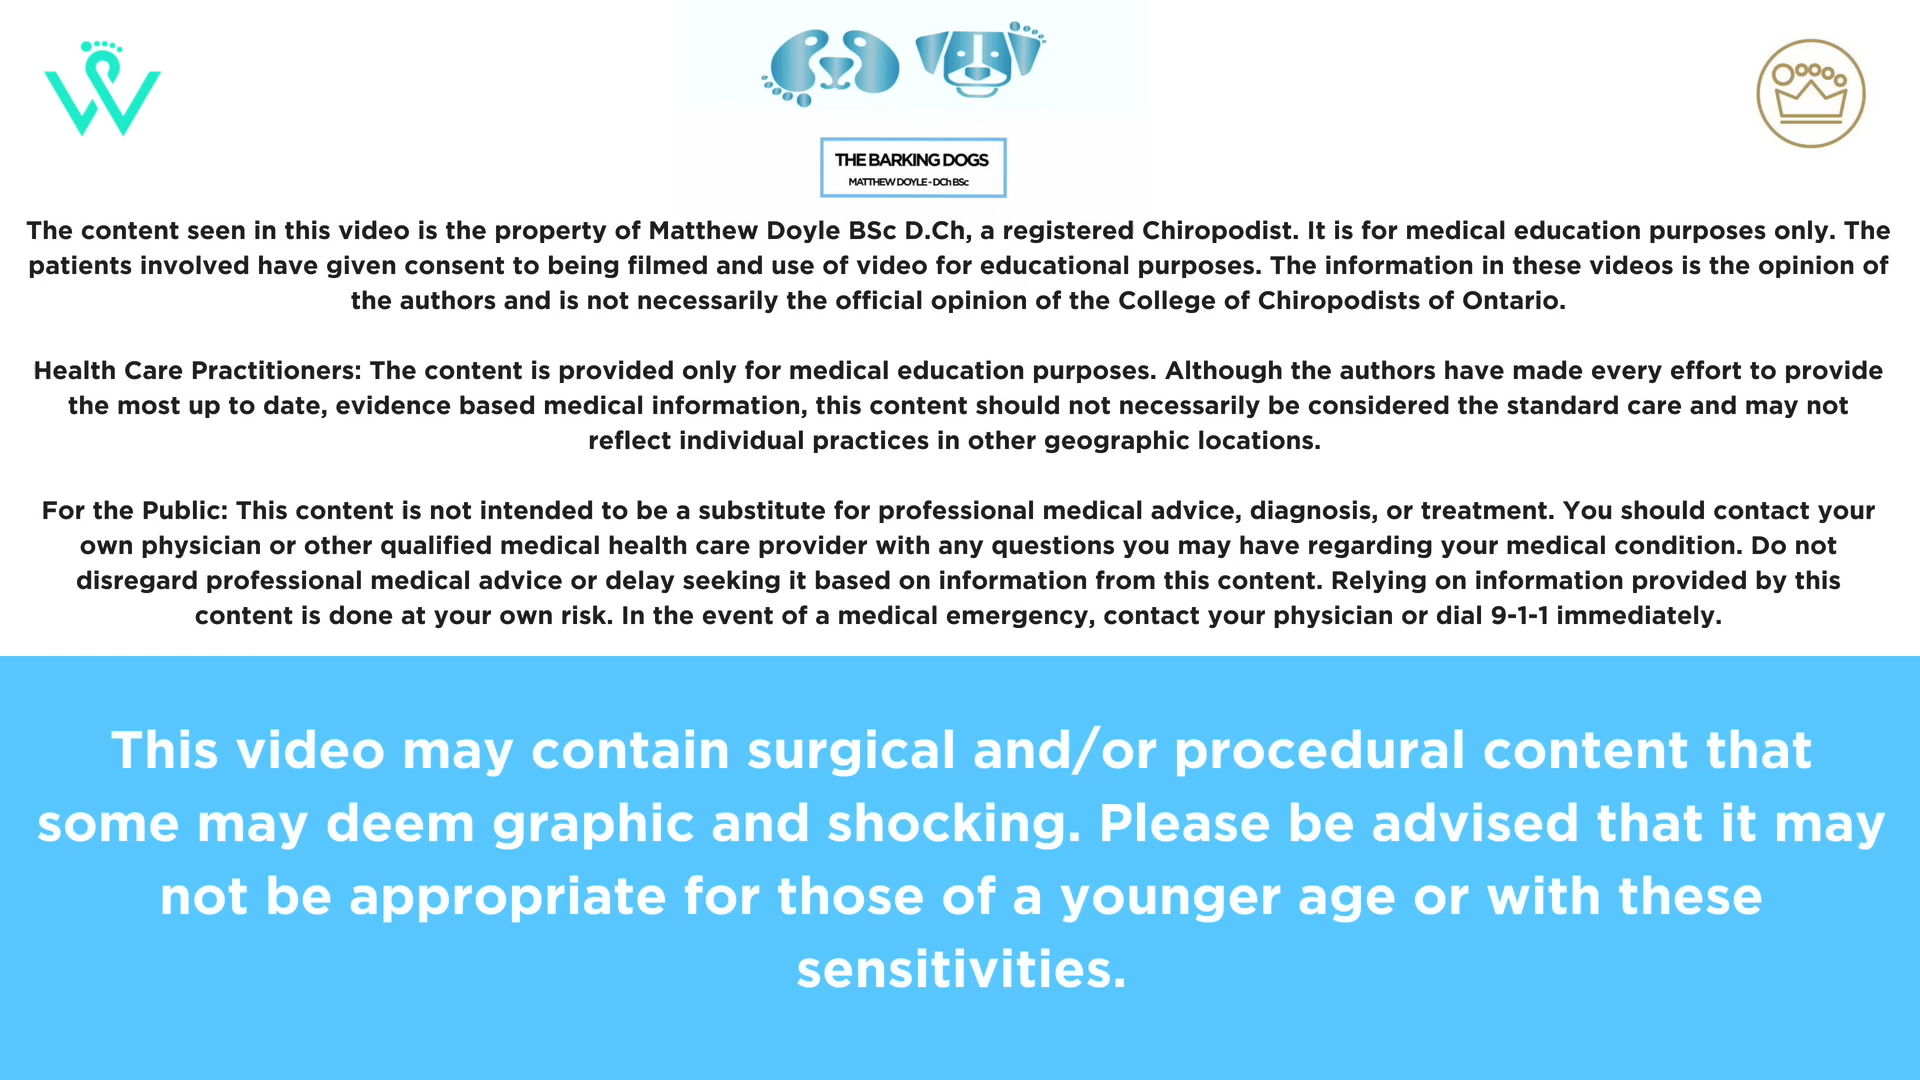 THE BARKING DOGS
MATTHEW DOYLE - DCh BSc
The content seen in this video is the property of Matthew Doyle BSc D.Ch, a registered Chiropodist. It is for medical education purposes only. The
patients involved have given consent to being filmed and use of video for educational purposes. The information in these videos is the opinion of
the authors and is not necessarily the official opinion of the College of Chiropodists of Ontario.
Health Care Practitioners: The content is provided only for medical education purposes. Although the authors have made every effort to provide
the most up to date, evidence based medical information, this content should not necessarily be considered the standard care and may not
reflect individual practices in other geographic locations.
For the Public: This content is not intended to be a substitute for professional medical advice, diagnosis, or treatment. You should contact your
own physician or other qualified medical health care provider with any questions you may have regarding your medical condition. Do not
disregard professional medical advice or delay seeking it based on information from this content. Relying on information provided by this
content is done at your own risk. In the event of a medical emergency, contact your physician or dial 9-1-1 immediately.
This video may contain surgical and/or procedural content that
some may deem graphic and shocking. Please be advised that it may
not be appropriate for those of a younger age or with these
sensitivities.